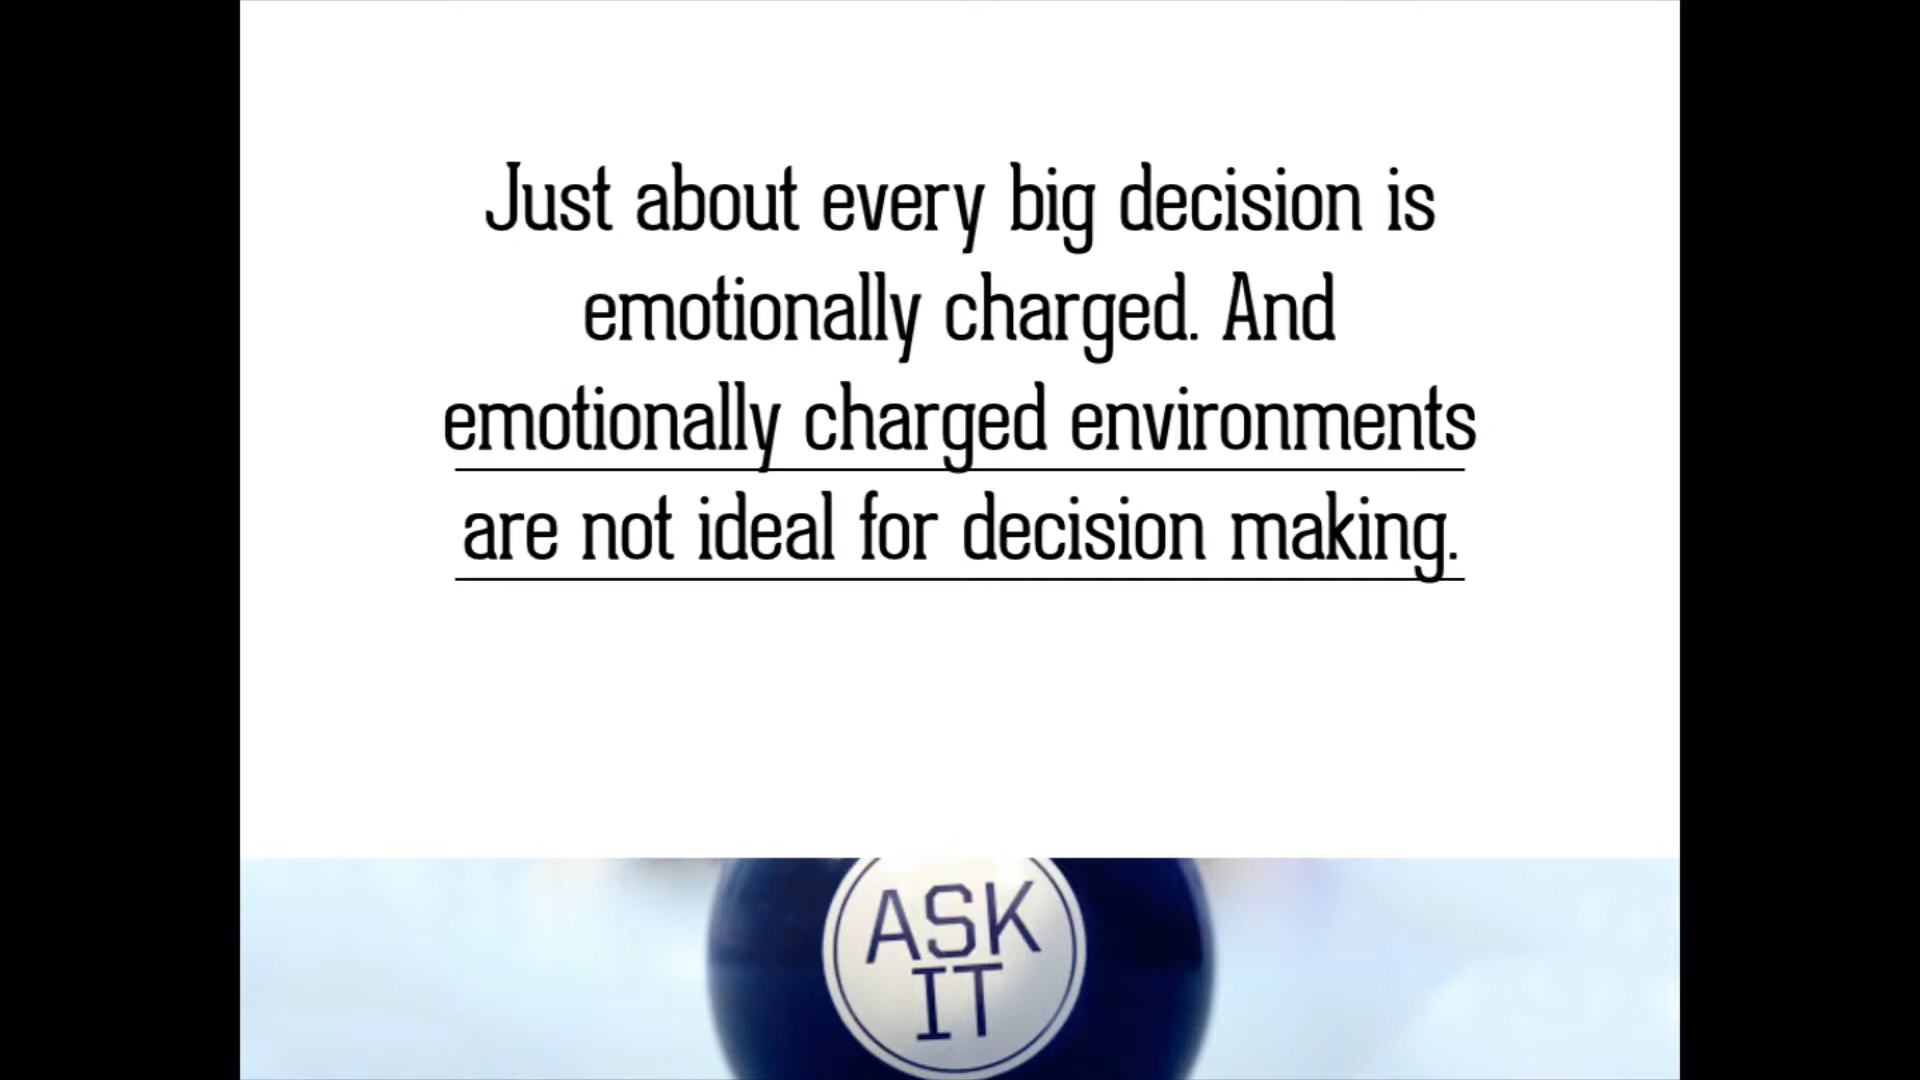 Just about every big decision is
emotionally charged. And
emotionally charged environments
are not ideal for decision making.
ASK
IT